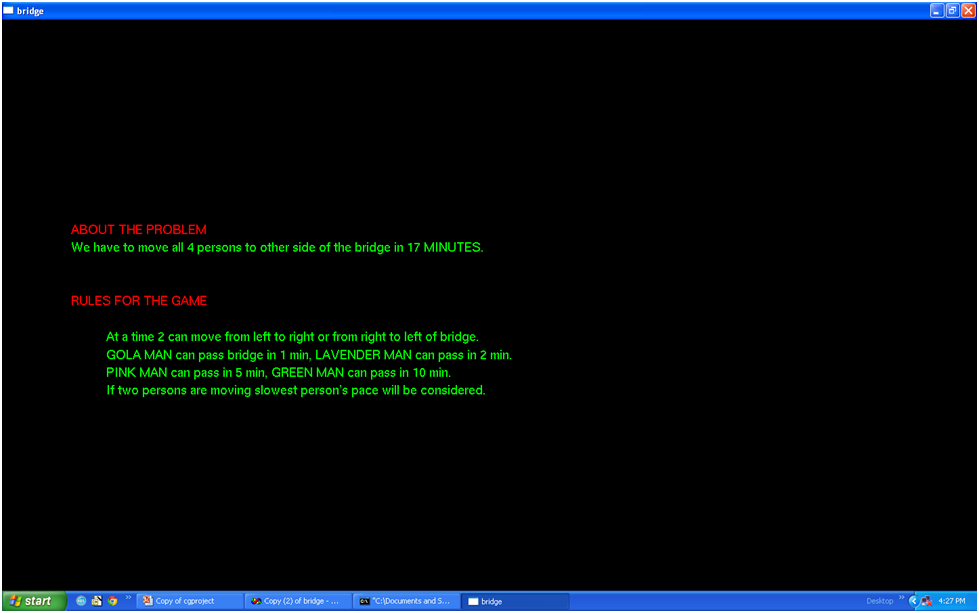 bridge
ABOUT THE PROBLEM
We have to move all 4 persons to other side of the bridge in 17 MINUTES.
RULES FOR THE GAME
At a time 2 can move from left to right or from right to left of bridge.
GOLA MAN can pass bridge in 1 min, LAVENDER MAN can pass in 2 min.
PINK MAN can pass in 5 min, GREEN MAN can pass in 10 min.
If two persons are moving slowest person's pace will be considered.
start » Copy of cgproject Copy (2) of bridge - ... "C:\Documents and S... bridge Desktop » 4:27 PM